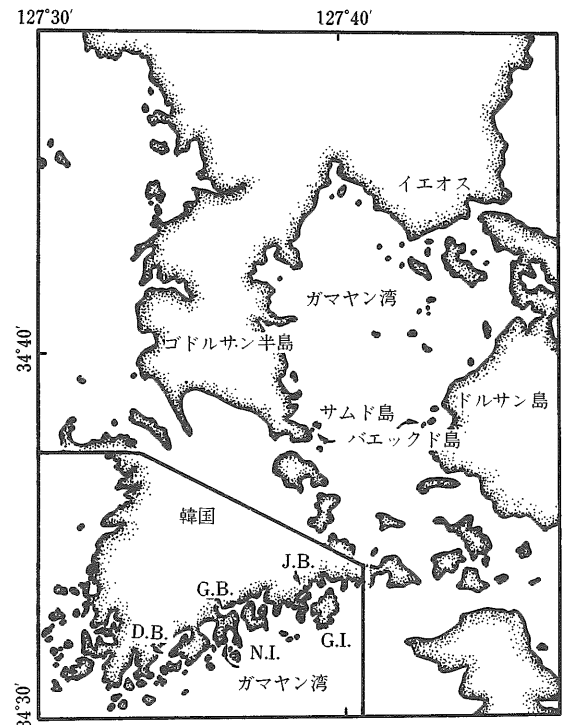 127°30′
127°40′
イエオス
ガマヤン湾
34°40′
ゴドルサン半島
サムド島
ドルサン島
バエックド島
韓国
J.B.
G.B.
D.B.
N.I.
G.I.
ガマヤン湾
34°30′